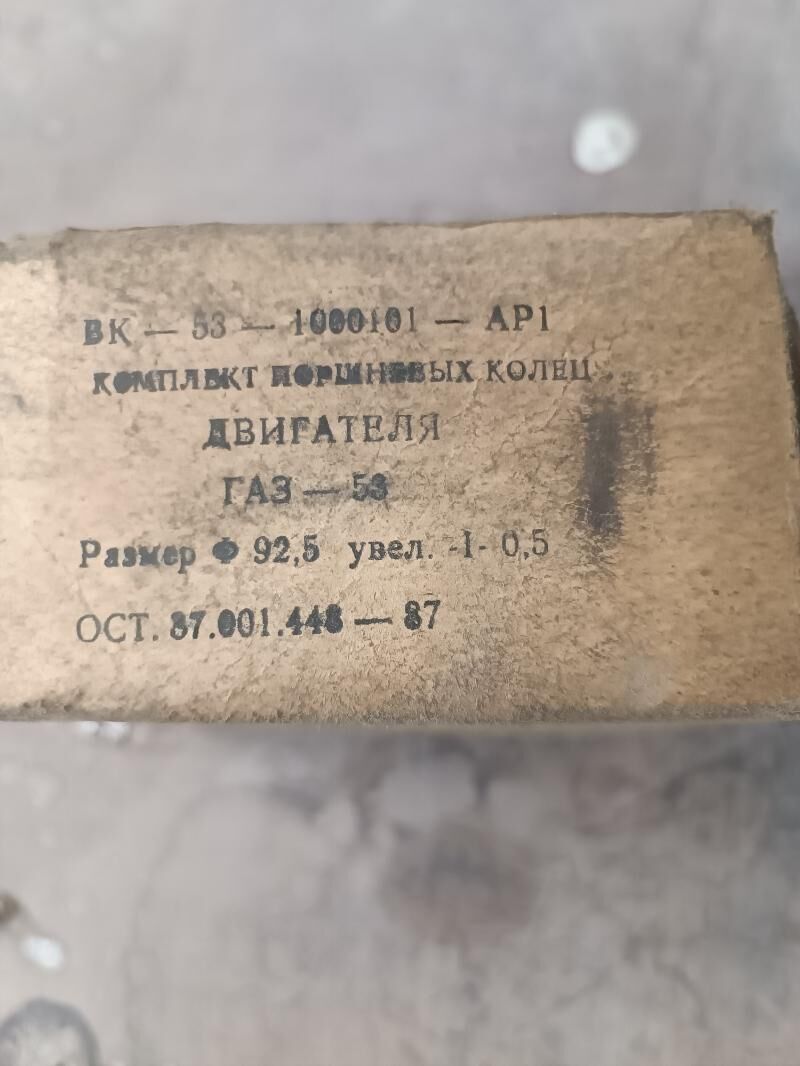 ВК — 53 — 1000101 — АР1
КОМПЛЕКТ ПОРШНЕВЫХ КОЛЕЦ
ДВИГАТЕЛЯ
ГАЗ — 53
Размер Ф 92,5 увел. -I- 0,5
ОСТ. 37.001.448 — 87